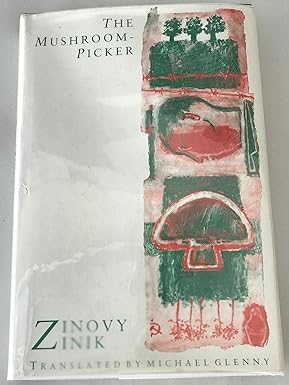 THE
MUSHROOM-
PICKER
ZINOVY
ZINIK
TRANSLATED BY MICHAEL GLENNY